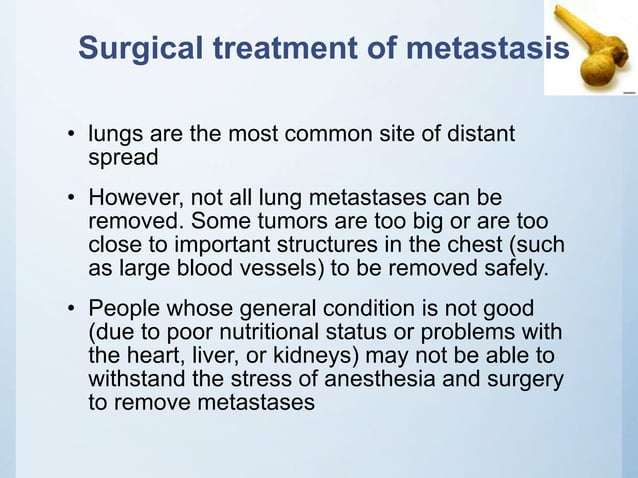 Surgical treatment of metastasis
• lungs are the most common site of distant
spread
• However, not all lung metastases can be
removed. Some tumors are too big or are too
close to important structures in the chest (such
as large blood vessels) to be removed safely.
• People whose general condition is not good
(due to poor nutritional status or problems with
the heart, liver, or kidneys) may not be able to
withstand the stress of anesthesia and surgery
to remove metastases